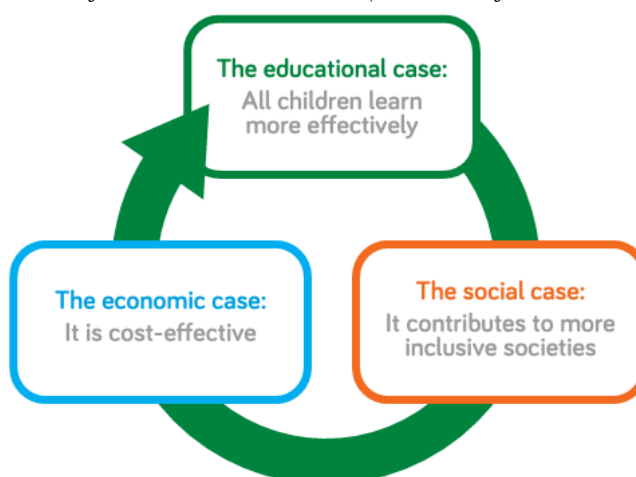 The educational case:
All children learn
more effectively
The economic case:
It is cost-effective
The social case:
It contributes to more
inclusive societies